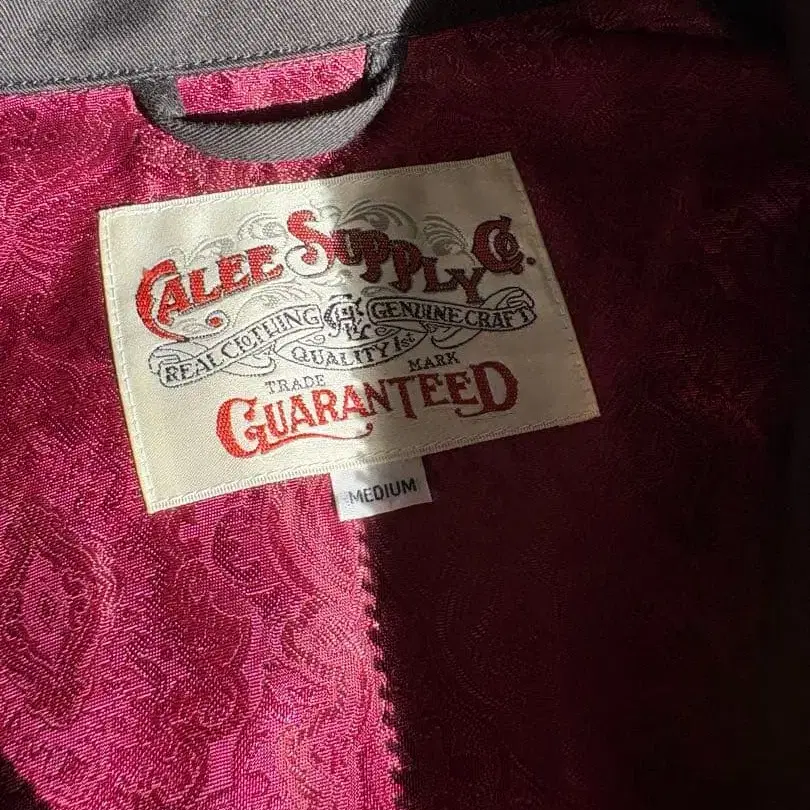 CALEE SUPPLY Co.
REAL CLOTHING GENUINE CRAFT
QUALITY 1st
TRADE MARK
GUARANTEED
MEDIUM